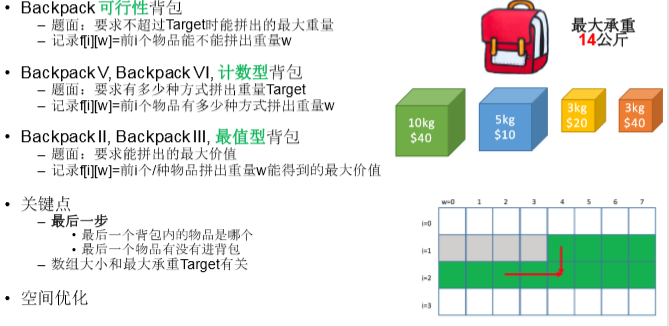 • Backpack 可行性背包
– 题面：要求不超过Target时能拼出的最大重量
– 记录f[i][w]=前i个物品能不能拼出重量w
• Backpack V, Backpack VI, 计数型背包
– 题面：要求有多少种方式拼出重量Target
– 记录f[i][w]=前i个物品有多少种方式拼出重量w
• Backpack II, Backpack III, 最值型背包
– 题面：要求能拼出的最大价值
– 记录f[i][w]=前i个/种物品拼出重量w能得到的最大价值
• 关键点
– 最后一步
• 最后一个背包内的物品是哪个
• 最后一个物品有没有进背包
– 数组大小和最大承重Target有关
• 空间优化
最大承重
14公斤
10kg
$40
5kg
$10
3kg
$20
3kg
$40
w=0 1 2 3 4 5 6 7
i=0
i=1
i=2
i=3